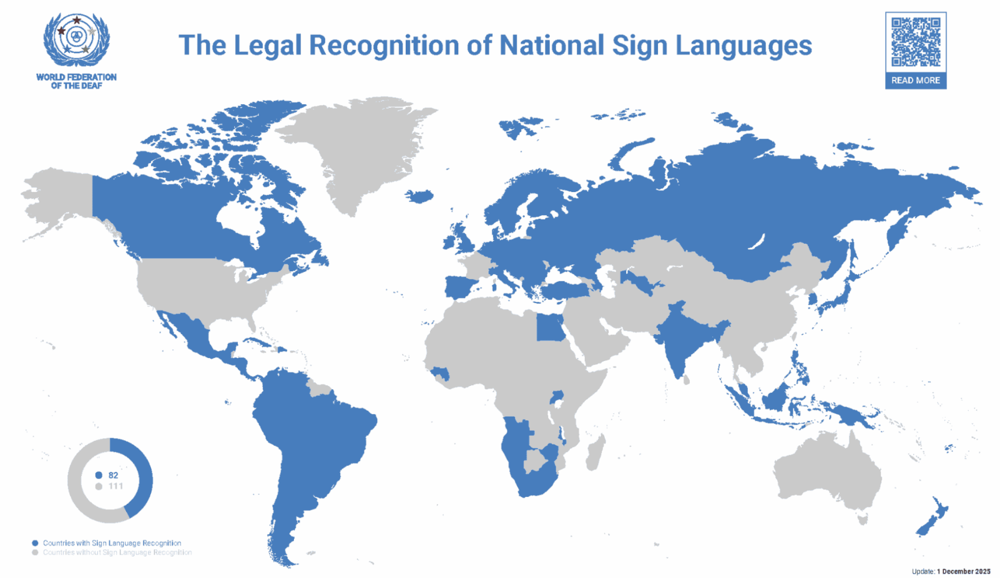 The Legal Recognition of National Sign Languages
WORLD FEDERATION
OF THE DEAF
READ MORE
82
111
Countries with Sign Language Recognition
Countries without Sign Language Recognition
Update: 1 December 2025